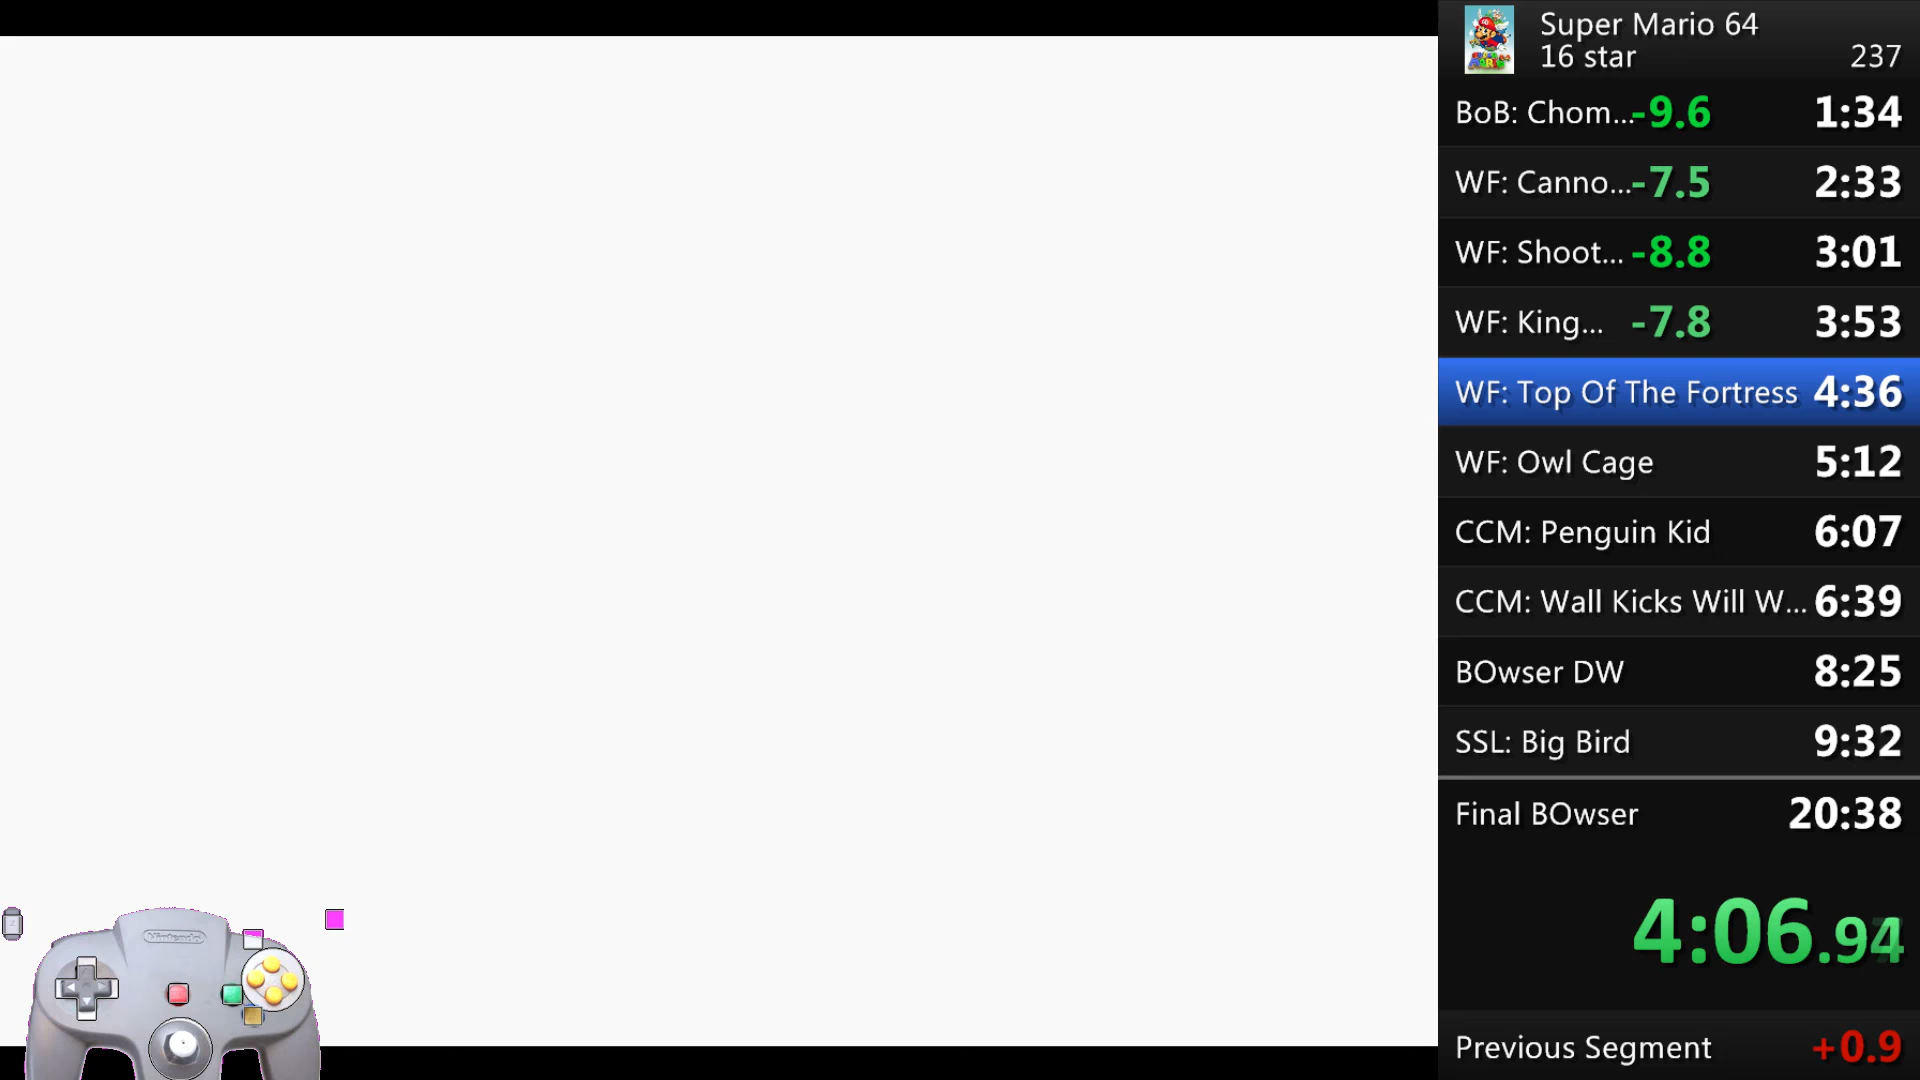 Super Mario 64
16 star 237
BoB: Chom... -9.6 1:34
WF: Canno... -7.5 2:33
WF: Shoot... -8.8 3:01
WF: King... -7.8 3:53
WF: Top Of The Fortress 4:36
WF: Owl Cage 5:12
CCM: Penguin Kid 6:07
CCM: Wall Kicks Will W... 6:39
BOwser DW 8:25
SSL: Big Bird 9:32
Final BOwser 20:38
4:06.94
Previous Segment +0.9
Nintendo